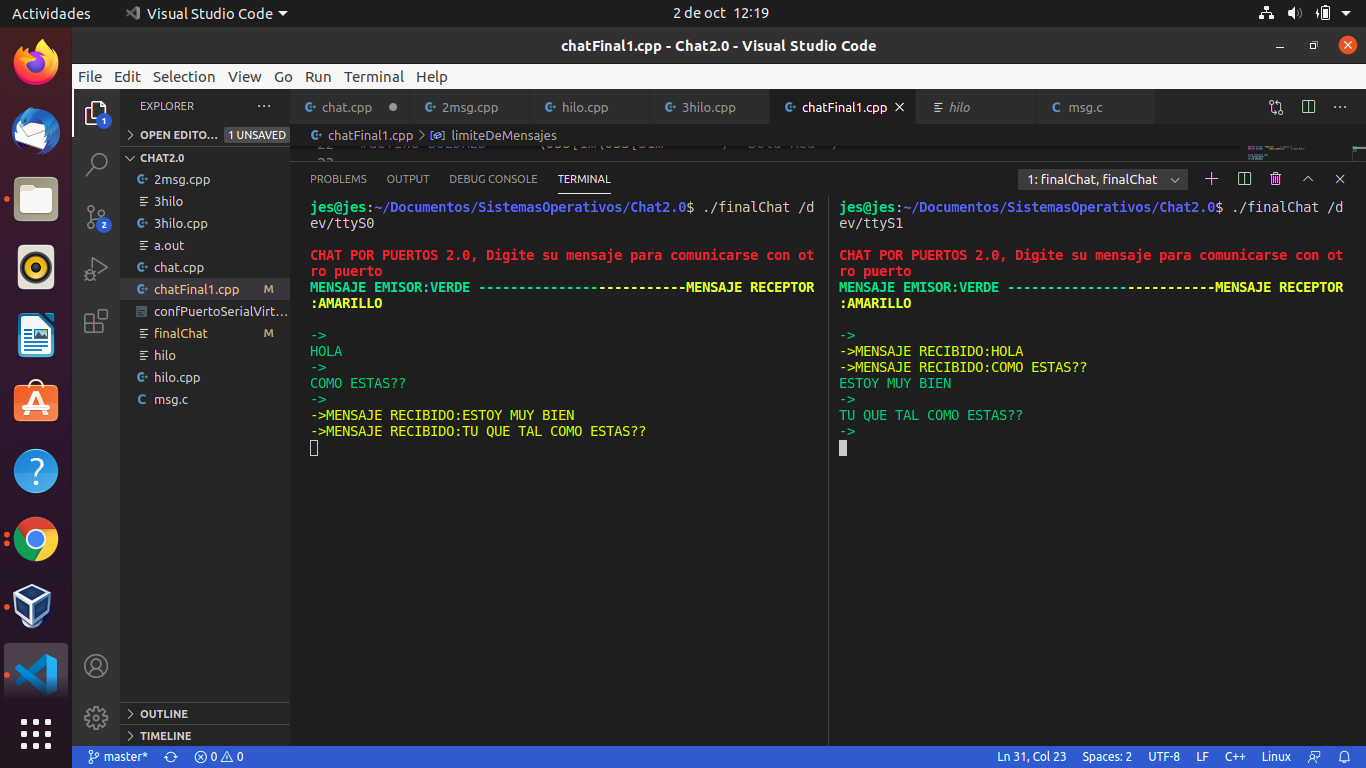 Actividades
Visual Studio Code
2 de oct 12:19
chatFinal1.cpp - Chat2.0 - Visual Studio Code
File Edit Selection View Go Run Terminal Help
EXPLORER
chat.cpp
2msg.cpp
hilo.cpp
3hilo.cpp
chatFinal1.cpp
hilo
msg.c
OPEN EDITO... 1 UNSAVED
chatFinal1.cpp > limiteDeMensajes
CHAT2.0
2msg.cpp
3hilo
3hilo.cpp
a.out
chat.cpp
chatFinal1.cpp M
confPuertoSerialVirt...
finalChat M
hilo
hilo.cpp
msg.c
OUTLINE
TIMELINE
1
2
PROBLEMS OUTPUT DEBUG CONSOLE TERMINAL
1: finalChat, finalChat
jes@jes:~/Documentos/SistemasOperativos/Chat2.0$ ./finalChat /d
ev/ttyS0
CHAT POR PUERTOS 2.0, Digite su mensaje para comunicarse con ot
ro puerto
MENSAJE EMISOR:VERDE --------------------------MENSAJE RECEPTOR
:AMARILLO
->
HOLA
->
COMO ESTAS??
->
->MENSAJE RECIBIDO:ESTOY MUY BIEN
->MENSAJE RECIBIDO:TU QUE TAL COMO ESTAS??
jes@jes:~/Documentos/SistemasOperativos/Chat2.0$ ./finalChat /d
ev/ttyS1
CHAT POR PUERTOS 2.0, Digite su mensaje para comunicarse con ot
ro puerto
MENSAJE EMISOR:VERDE --------------------------MENSAJE RECEPTOR
:AMARILLO
->
->MENSAJE RECIBIDO:HOLA
->MENSAJE RECIBIDO:COMO ESTAS??
ESTOY MUY BIEN
->
TU QUE TAL COMO ESTAS??
->
master*
0 0
Ln 31, Col 23 Spaces: 2 UTF-8 LF C++ Linux